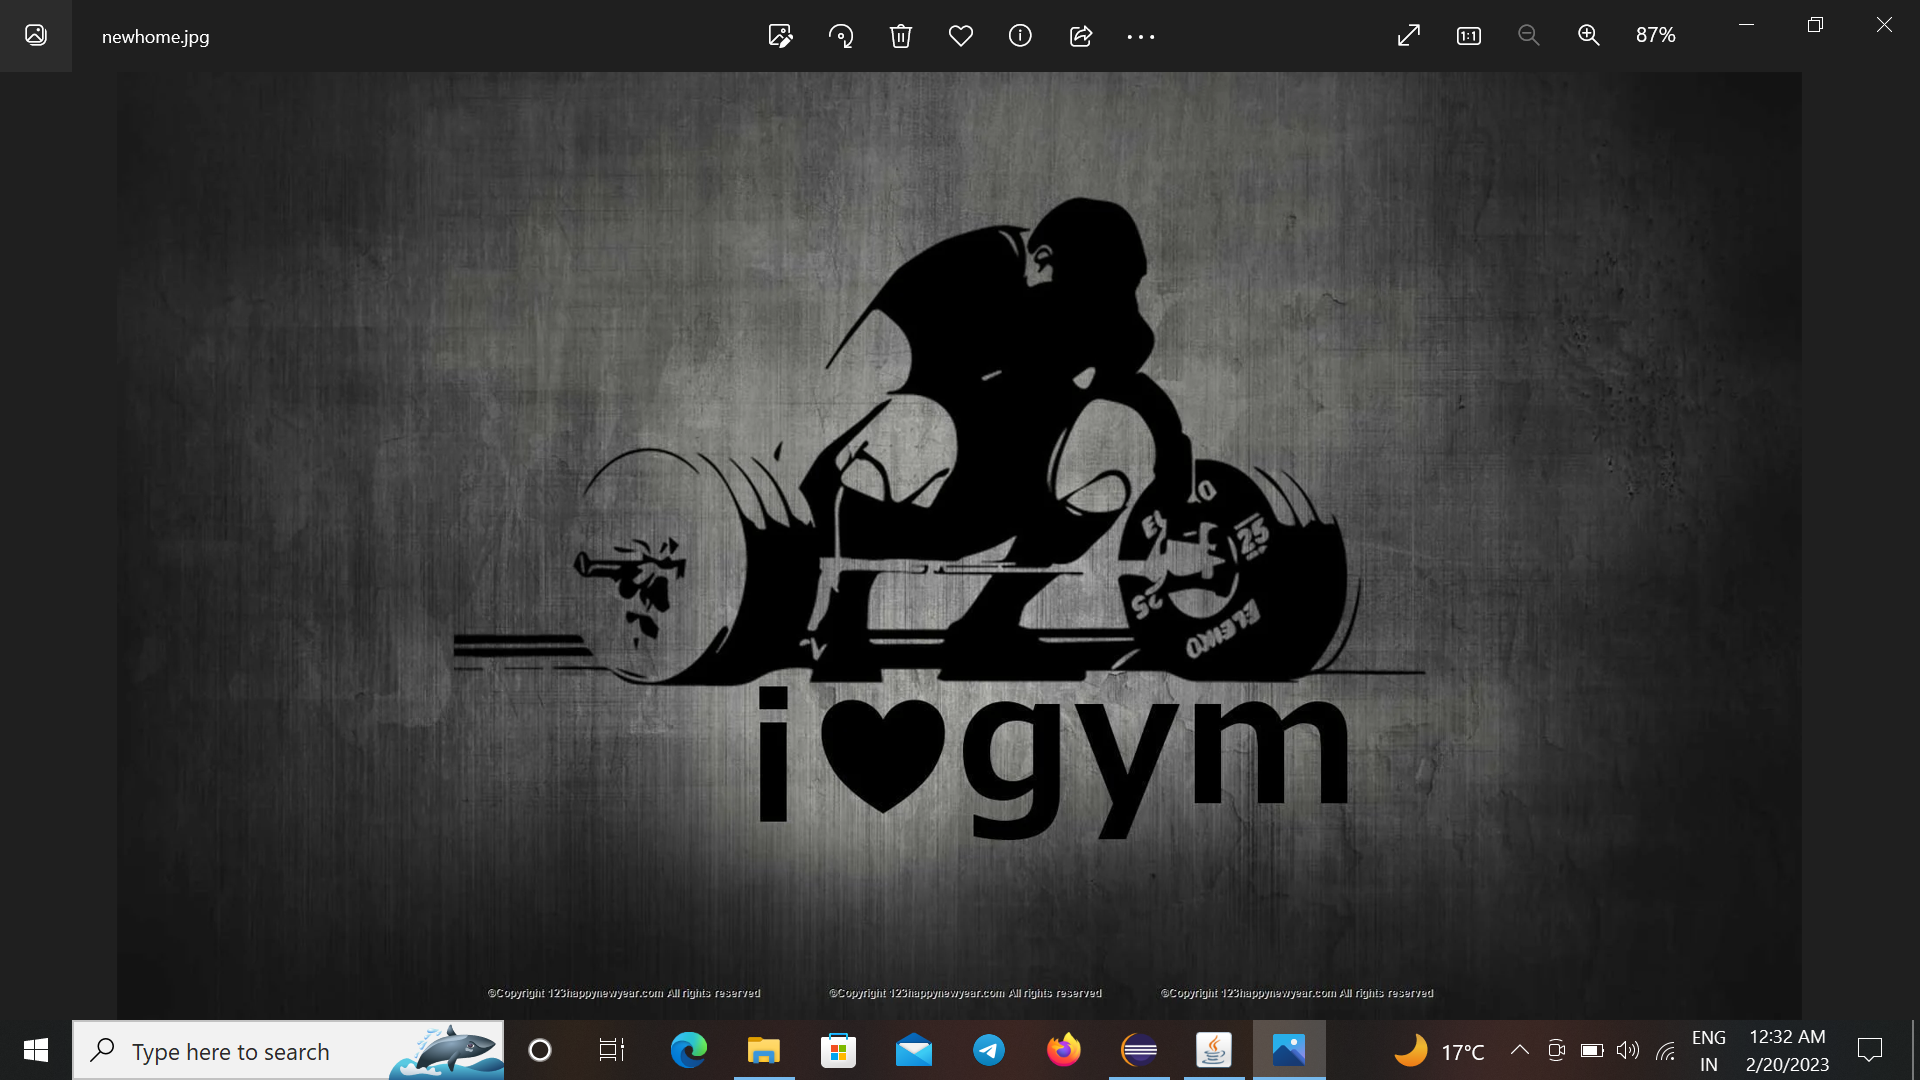 newhome.jpg
87%
EL KO
25
25
ELEIKO
i♥gym
©Copyright 123happynewyear.com All rights reserved ©Copyright 123happynewyear.com All rights reserved ©Copyright 123happynewyear.com All rights reserved
Type here to search
17°C
ENG
IN
12:32 AM
2/20/2023